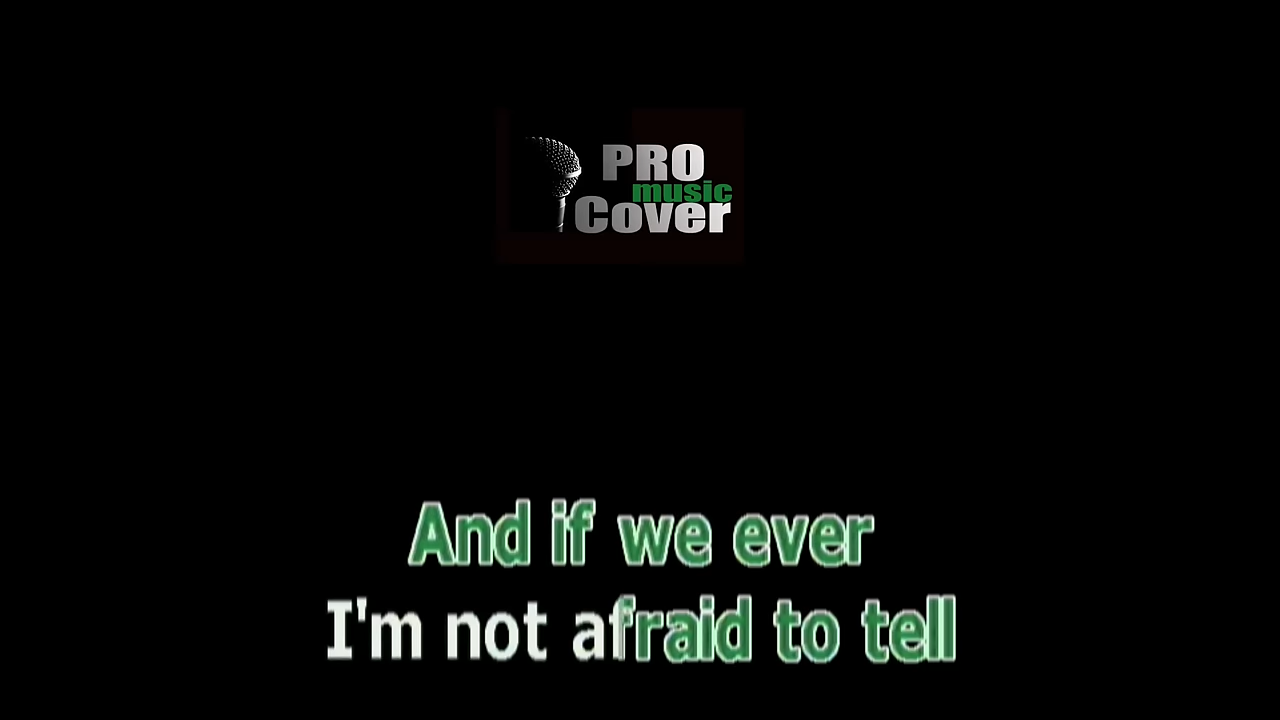 PRO
music
Cover
And if we ever
I'm not afraid to tell